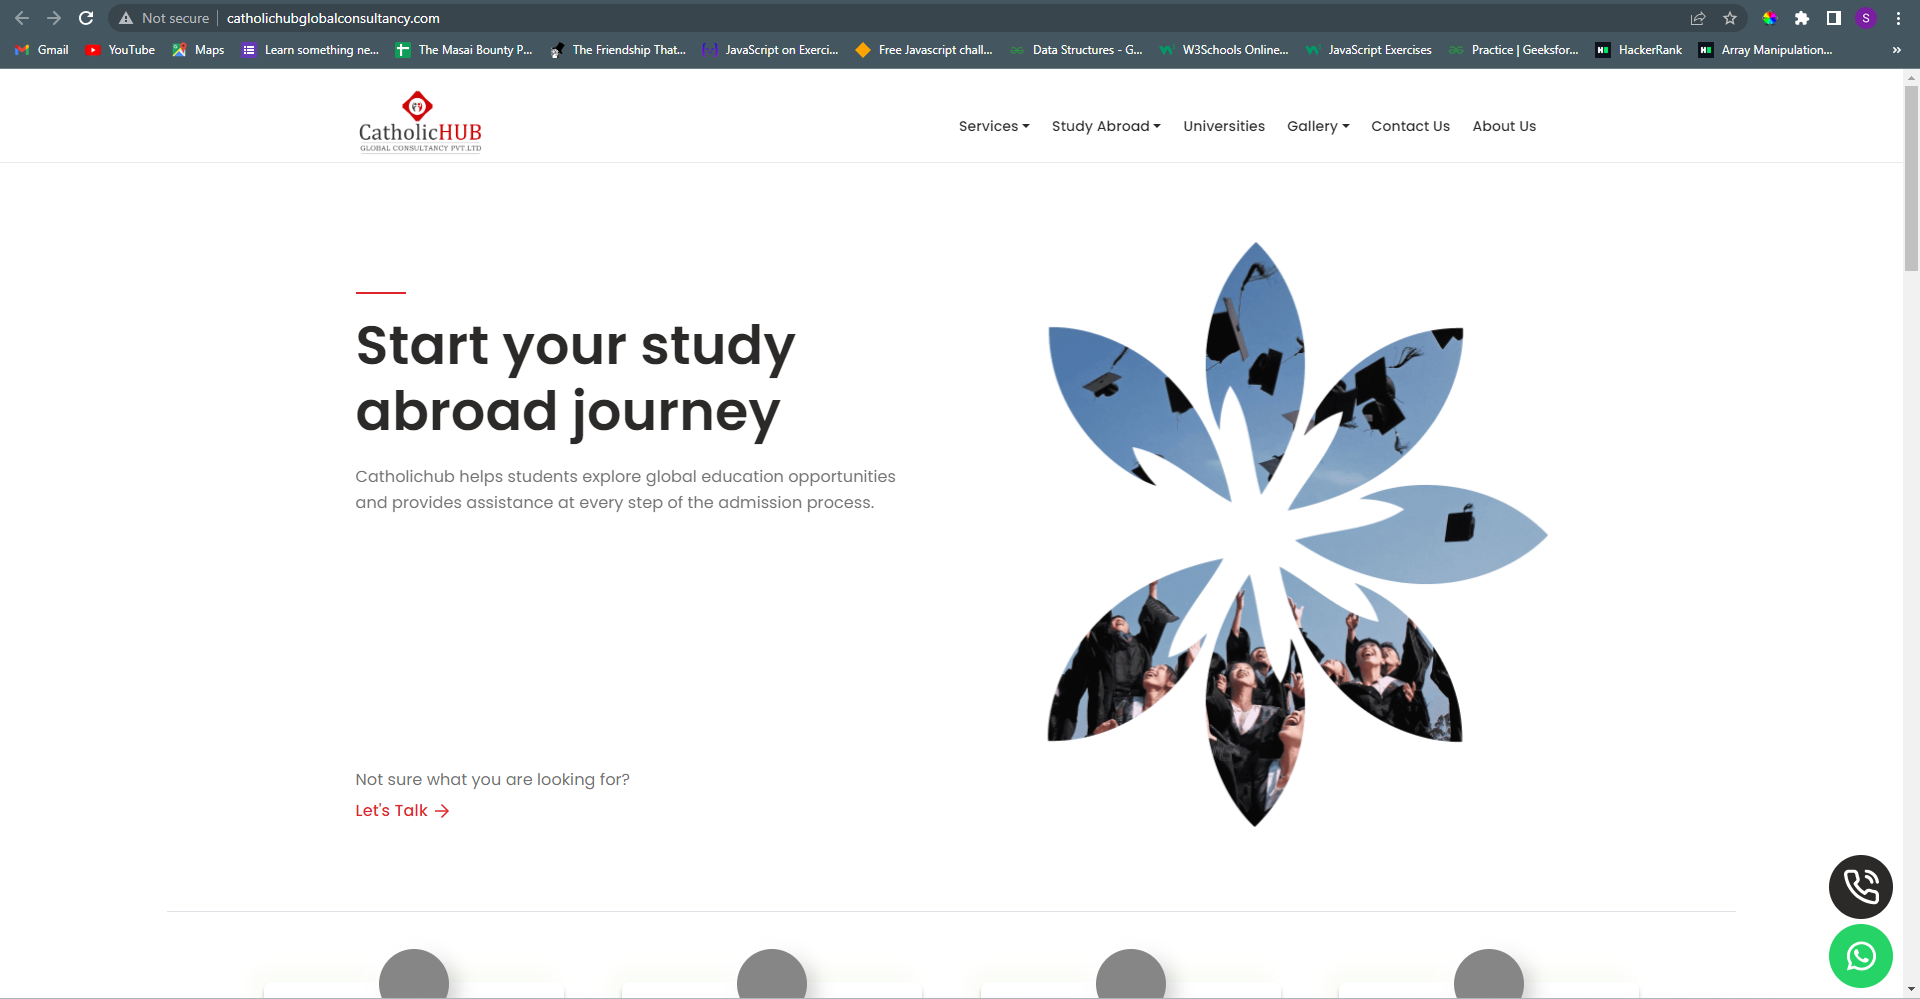 Not secure
catholichubglobalconsultancy.com
S
Gmail
YouTube
Maps
Learn something ne...
The Masai Bounty P...
The Friendship That...
JavaScript on Exerci...
Free Javascript chall...
Data Structures - G...
W3Schools Online...
JavaScript Exercises
Practice | Geeksfor...
HackerRank
Array Manipulation...
CatholicHUB
GLOBAL CONSULTANCY PVT.LTD
Services
Study Abroad
Universities
Gallery
Contact Us
About Us
Start your study
abroad journey
Catholichub helps students explore global education opportunities
and provides assistance at every step of the admission process.
Not sure what you are looking for?
Let's Talk